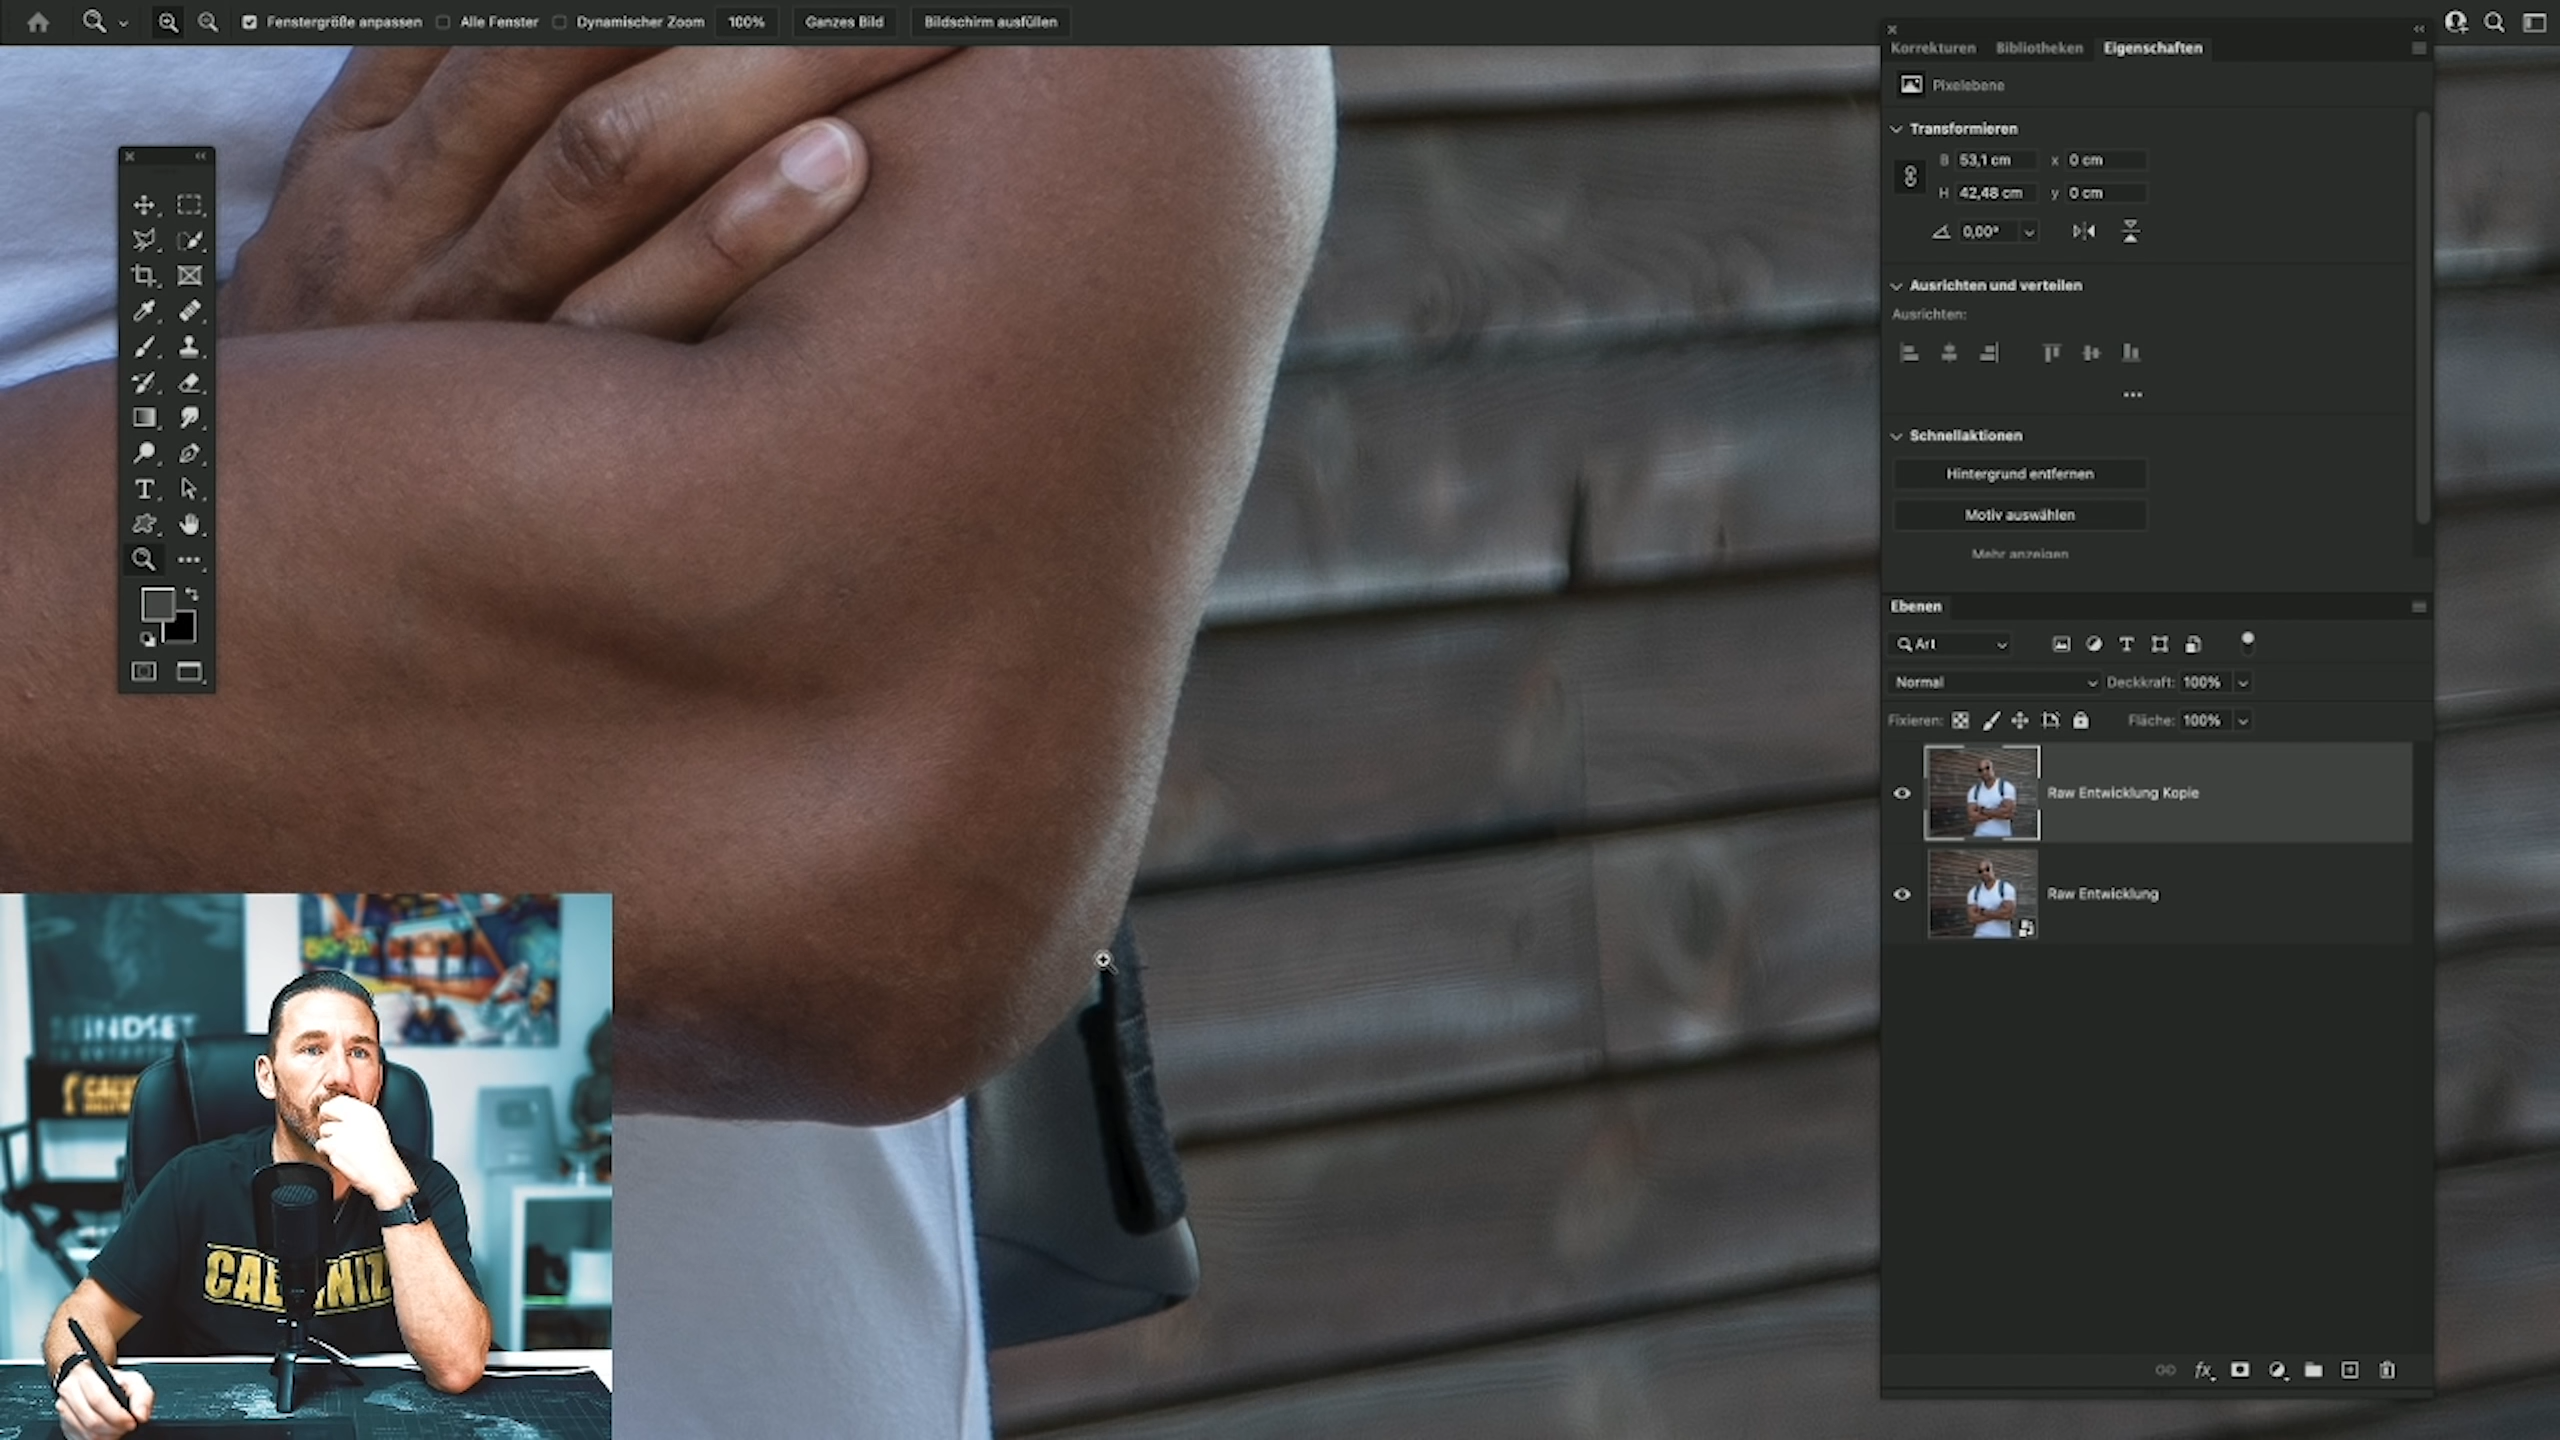 Fenstergröße anpassen Alle Fenster Dynamischer Zoom 100% Ganzes Bild Bildschirm ausfüllen
Korrekturen Bibliotheken Eigenschaften
Pixelebene
Transformieren
B 53,1 cm x 0 cm
H 42,48 cm y 0 cm
0,00°
Ausrichten und verteilen
Ausrichten:
Schnellaktionen
Hintergrund entfernen
Motiv auswählen
Mehr anzeigen
Ebenen
Art
Normal Deckkraft: 100%
Fixieren: Fläche: 100%
Raw Entwicklung Kopie
Raw Entwicklung
fx
MINDSET